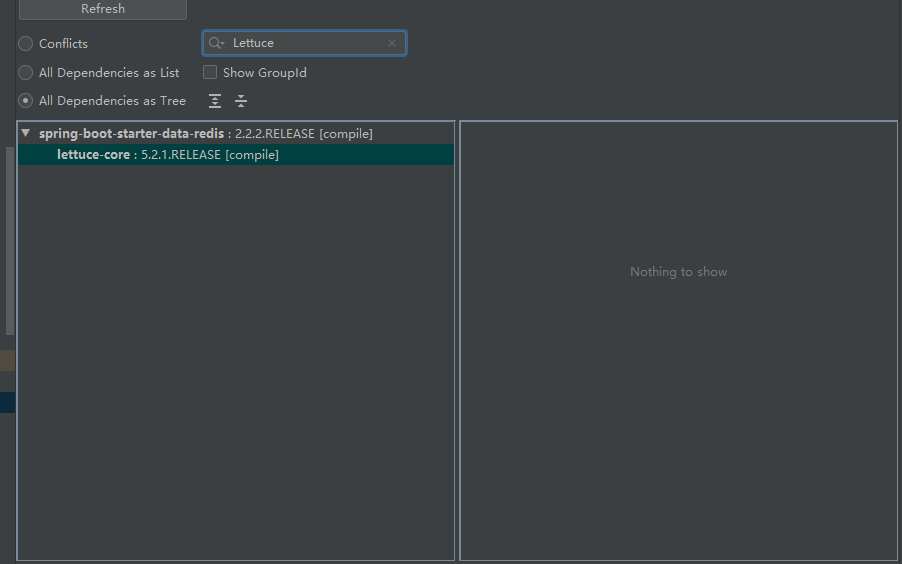 Refresh
Conflicts
Lettuce
All Dependencies as List
Show GroupId
All Dependencies as Tree
spring-boot-starter-data-redis : 2.2.2.RELEASE [compile]
lettuce-core : 5.2.1.RELEASE [compile]
Nothing to show